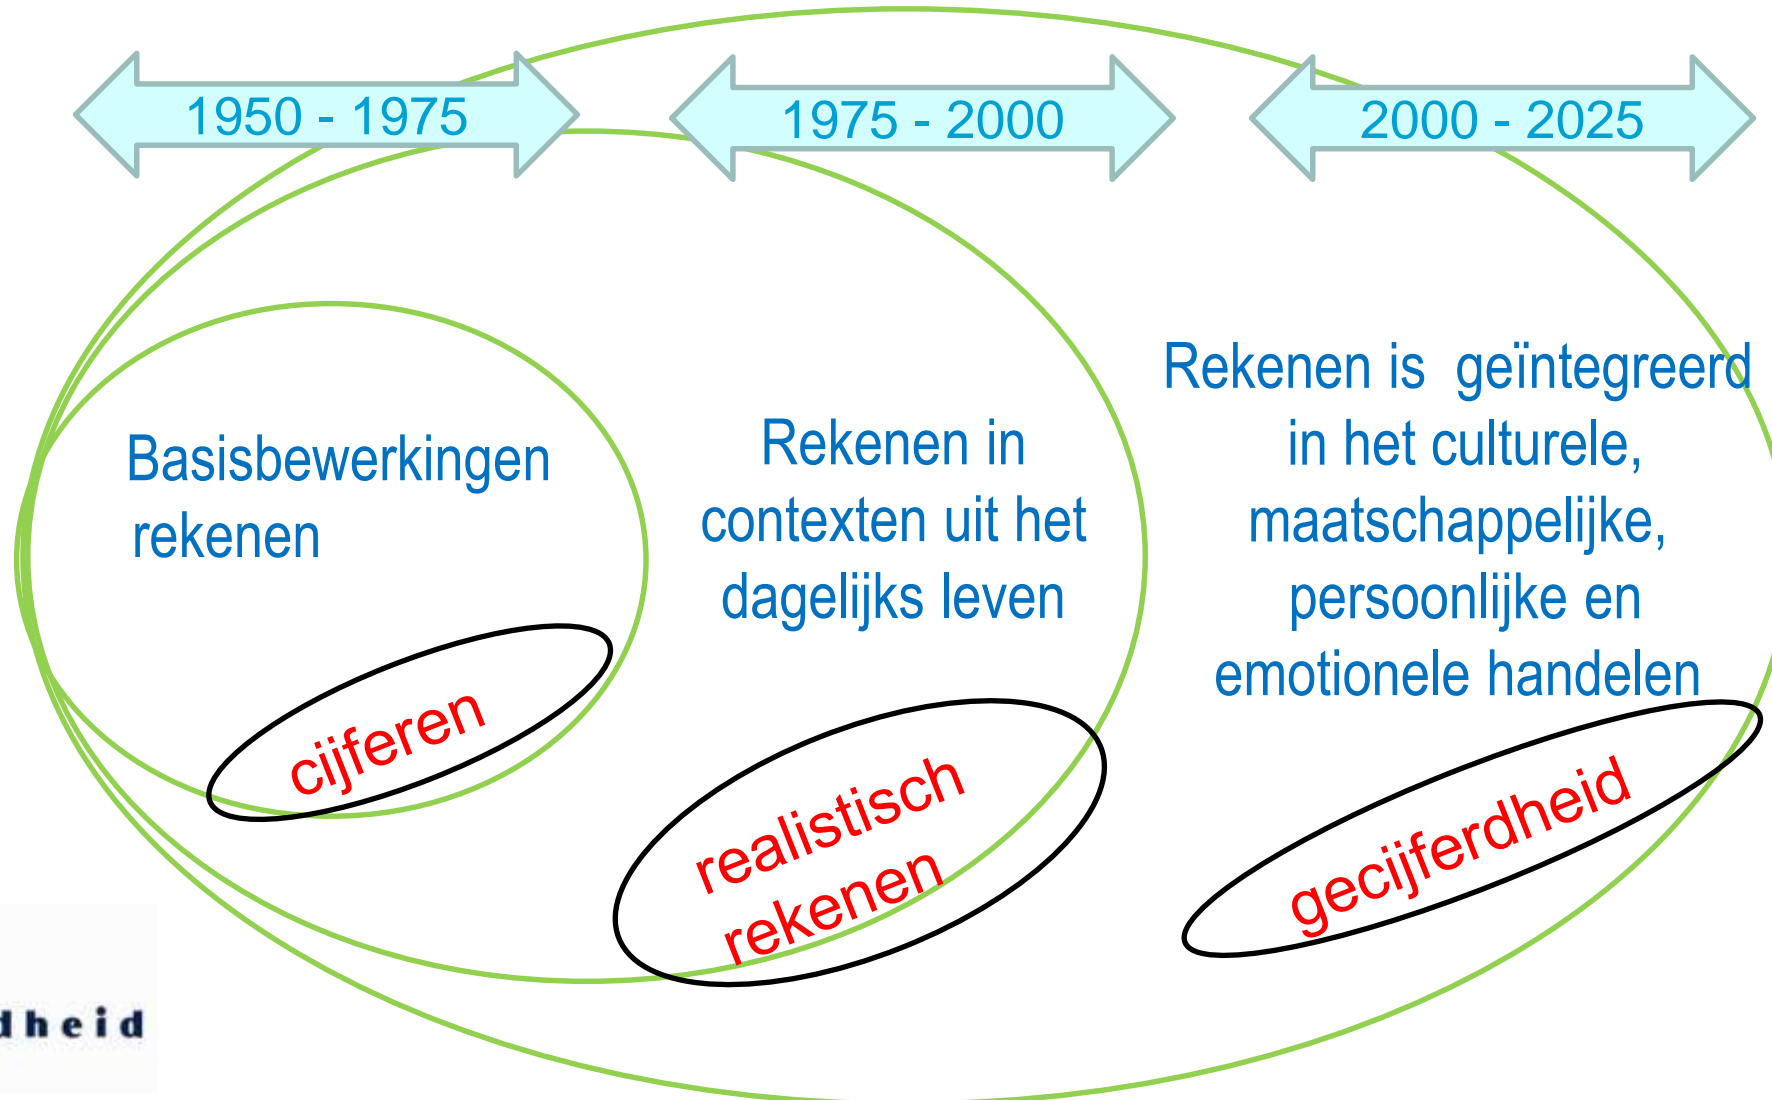 1950 - 1975
1975 - 2000
2000 - 2025
Basisbewerkingen
rekenen
cijferen
Rekenen in
contexten uit het
dagelijks leven
realistisch
rekenen
Rekenen is geïntegreerd
in het culturele,
maatschappelijke,
persoonlijke en
emotionele handelen
gecijferdheid
dheid